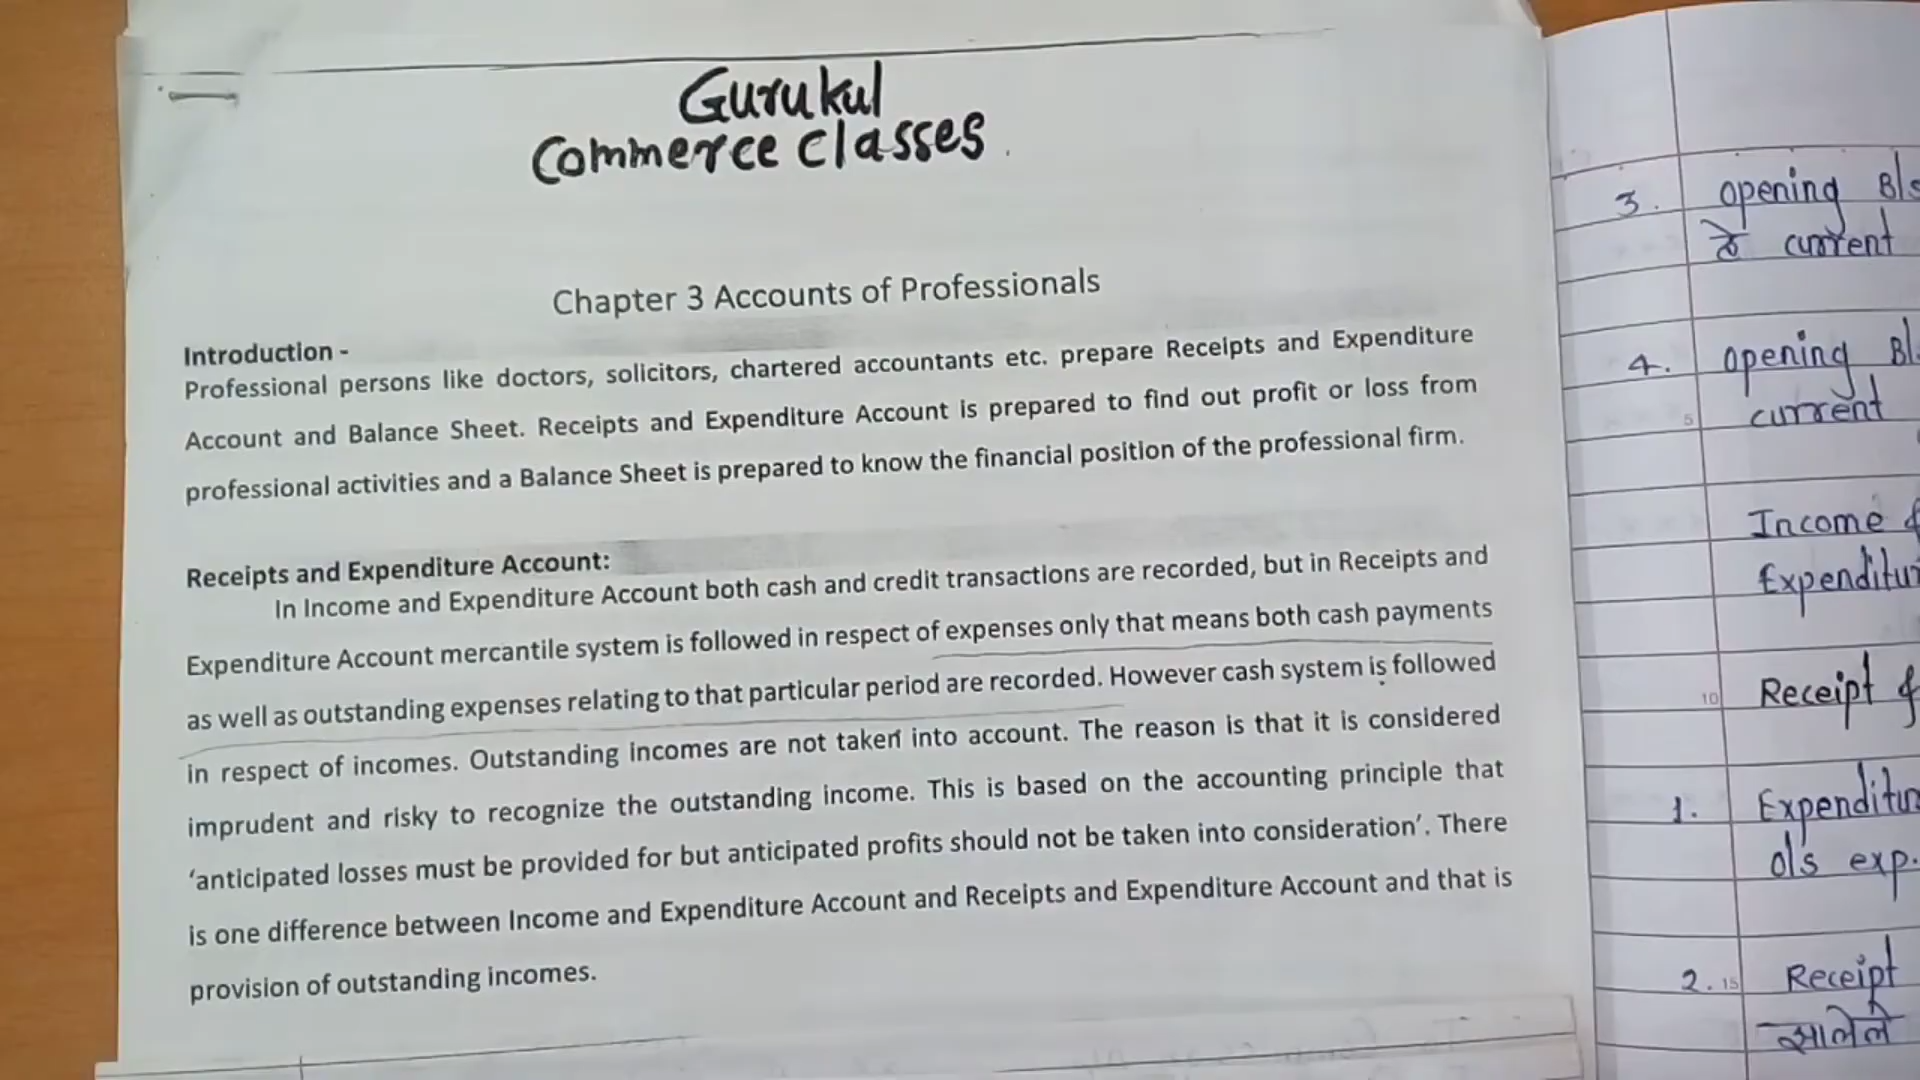 Gurukul
Commerce classes
Chapter 3 Accounts of Professionals
Introduction -
Professional persons like doctors, solicitors, chartered accountants etc. prepare Receipts and Expenditure
Account and Balance Sheet. Receipts and Expenditure Account is prepared to find out profit or loss from
professional activities and a Balance Sheet is prepared to know the financial position of the professional firm.
Receipts and Expenditure Account:
In Income and Expenditure Account both cash and credit transactions are recorded, but in Receipts and
Expenditure Account mercantile system is followed in respect of expenses only that means both cash payments
as well as outstanding expenses relating to that particular period are recorded. However cash system is followed
in respect of incomes. Outstanding incomes are not taken into account. The reason is that it is considered
imprudent and risky to recognize the outstanding income. This is based on the accounting principle that
‘anticipated losses must be provided for but anticipated profits should not be taken into consideration’. There
is one difference between Income and Expenditure Account and Receipts and Expenditure Account and that is
provision of outstanding incomes.
3. opening B/s
current
4. opening
5 current
Income &
Receipt &
10
1.
o/s exp.
2. Receipt
15
आलेले